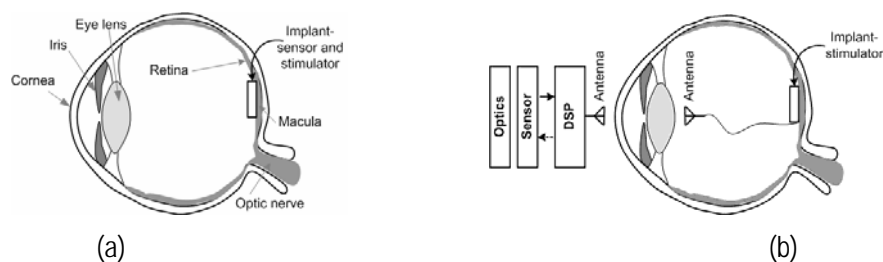 Eye lens
Iris
Cornea
Retina
Implant-
sensor and
stimulator
Macula
Optic nerve
(a)
Optics
Sensor
DSP
Antenna
Antenna
Implant-
stimulator
(b)